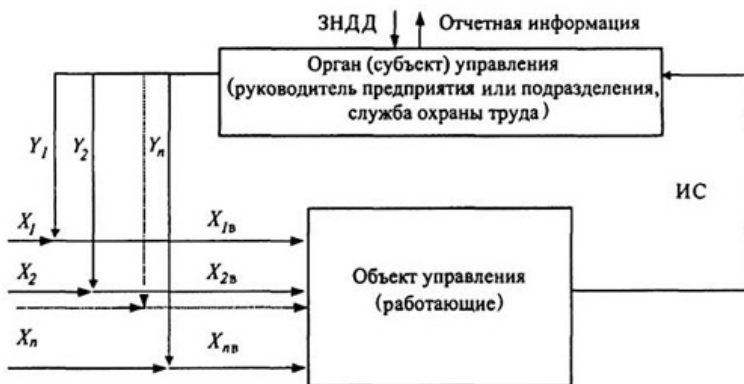 ЗНДД Отчетная информация
Орган (субъект) управления
(руководитель предприятия или подразделения,
служба охраны труда)
Y1 Y2 Yn
ИС
X1 X1в
X2 X2в
Объект управления
(работающие)
Xn Xnв